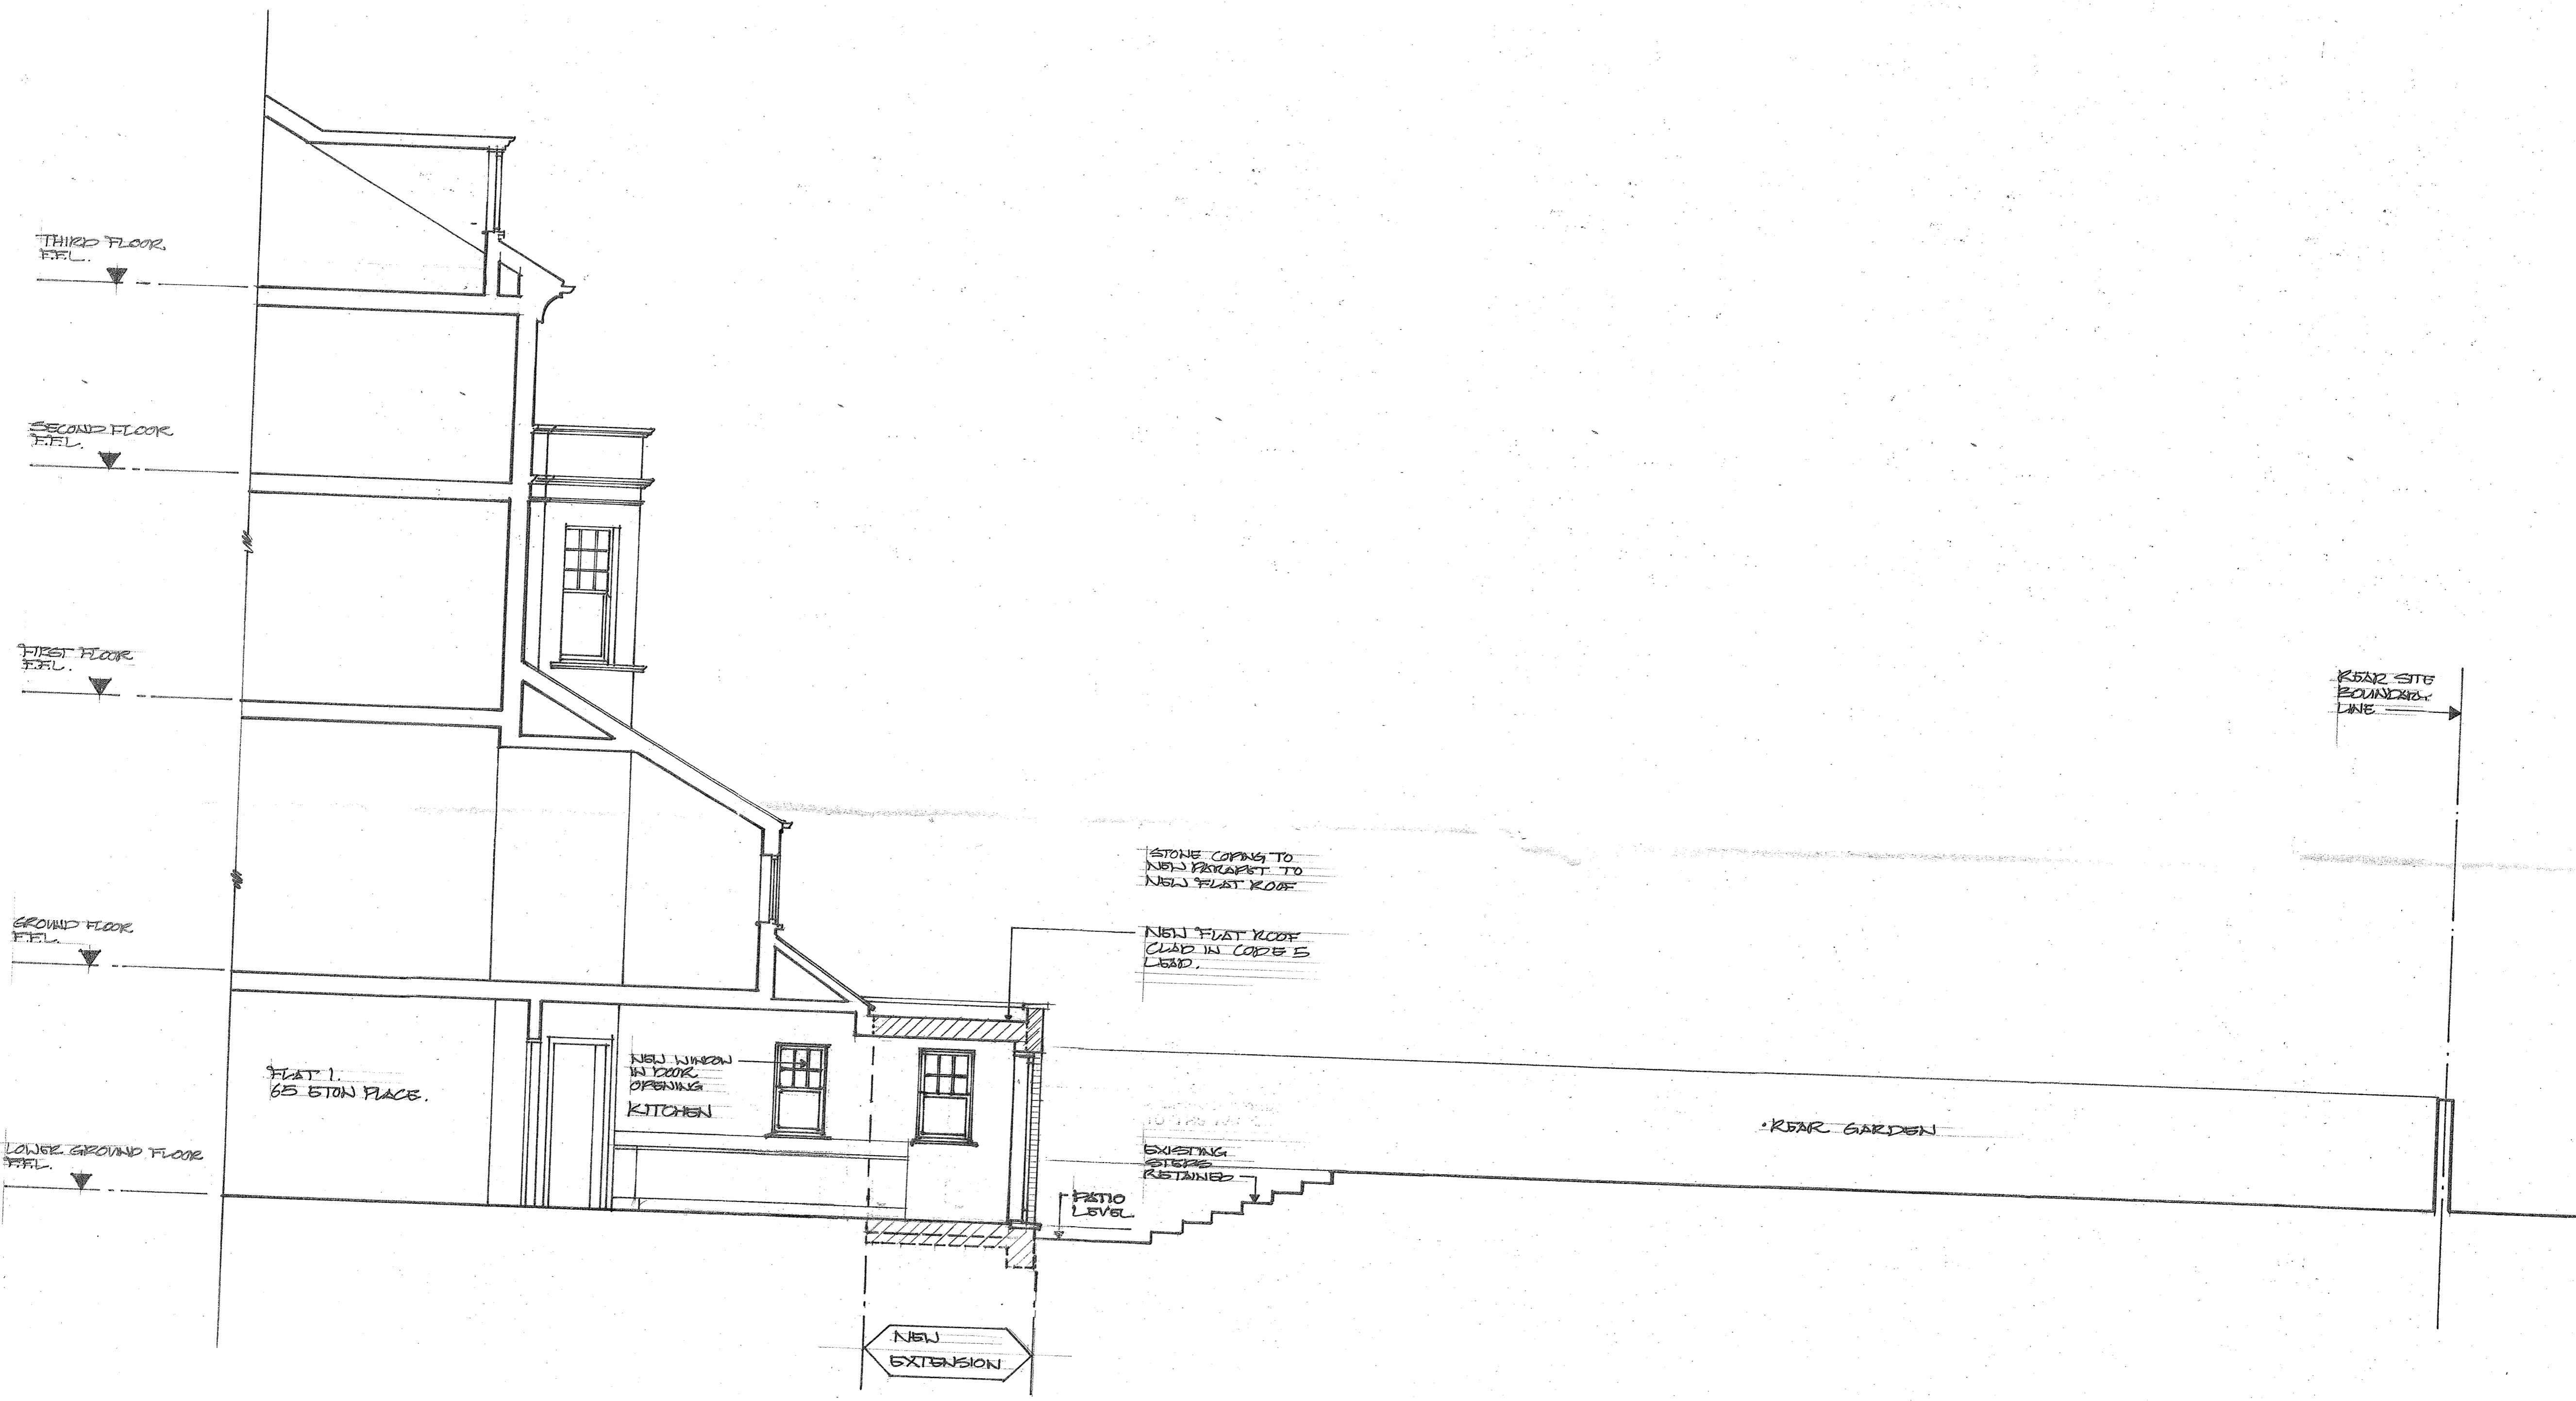 THIRD FLOOR
F.F.L.
SECOND FLOOR
F.F.L.
FIRST FLOOR
F.F.L.
REAR SITE
BOUNDARY
LINE
STONE COPING TO
NEW PARAPET TO
NEW FLAT ROOF
GROUND FLOOR
F.F.L.
NEW FLAT ROOF
CLAD IN CODE 5
LEAD.
NEW WINDOW
IN DOOR
OPENING
KITCHEN
FLAT 1.
65 ETON PLACE.
REAR GARDEN
LOWER GROUND FLOOR
F.F.L.
EXISTING
STEPS
RETAINED
PATIO
LEVEL
NEW
EXTENSION